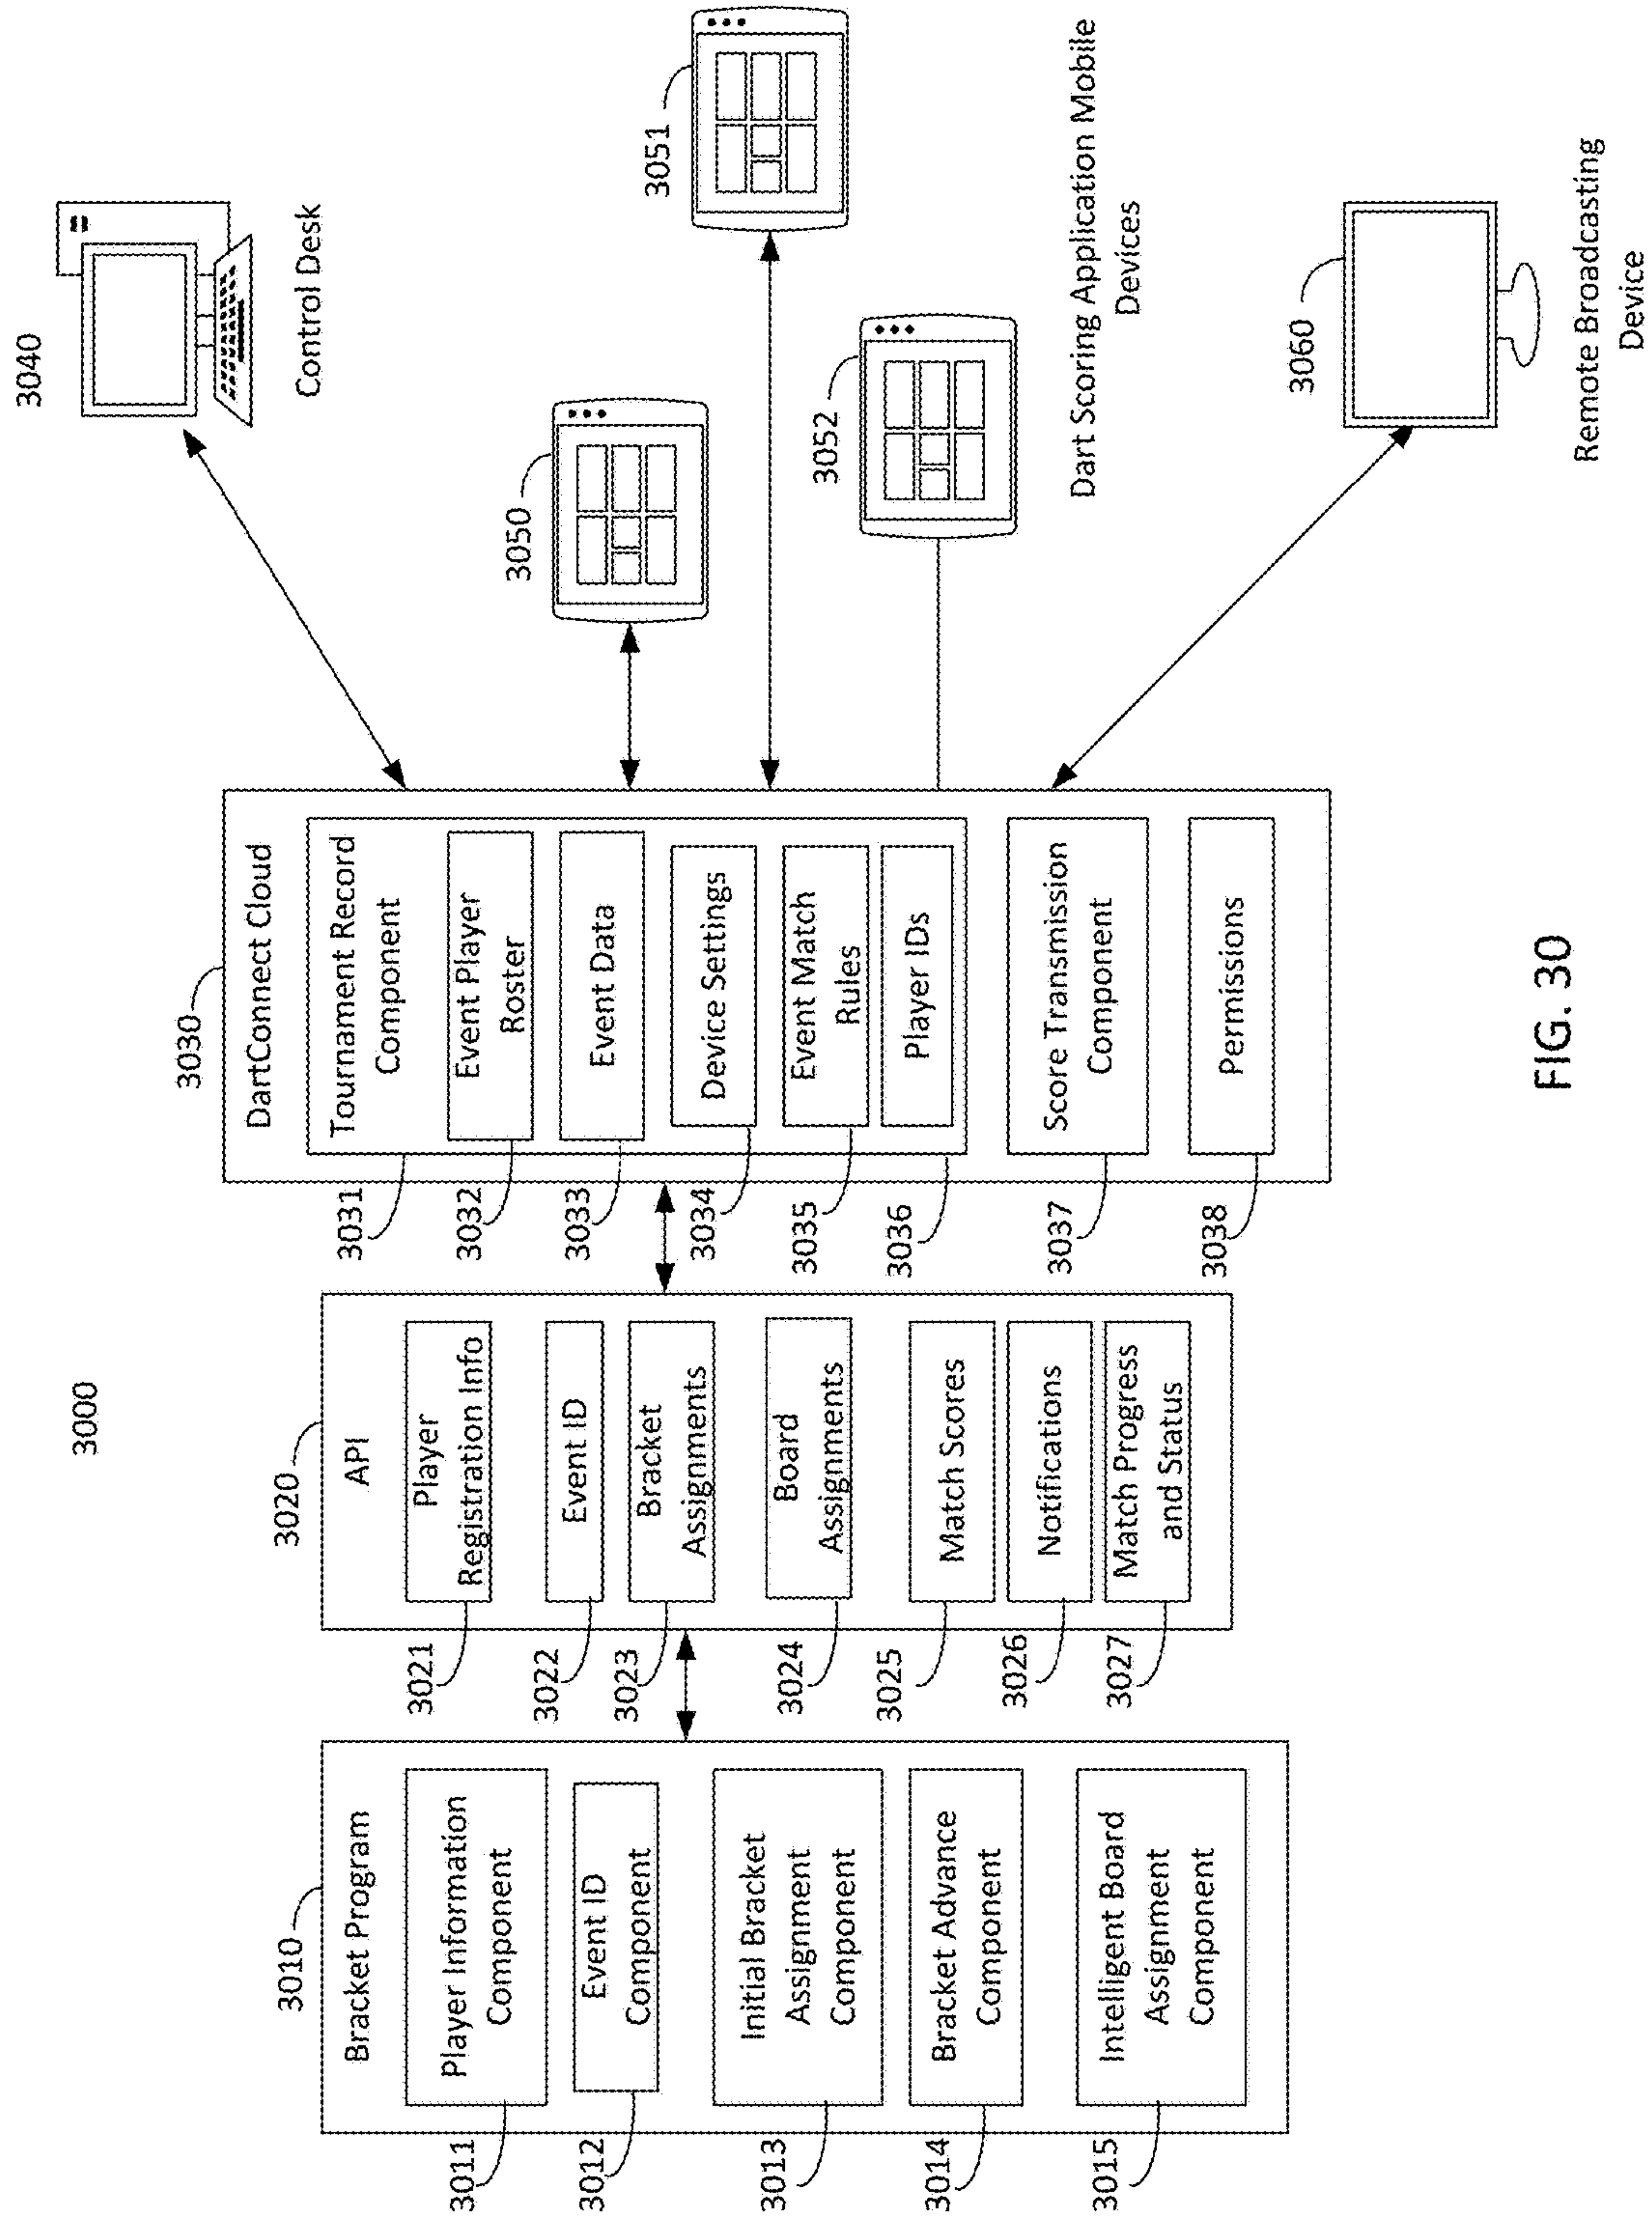 3000
3010
Bracket Program
3011
Player Information
Component
3012
Event ID
Component
3013
Initial Bracket
Assignment
Component
3014
Bracket Advance
Component
3015
Intelligent Board
Assignment
Component
3020
API
3021
Player
Registration Info
3022
Event ID
3023
Bracket
Assignments
3024
Board
Assignments
3025
Match Scores
3026
Notifications
3027
Match Progress
and Status
3030
DartConnect Cloud
3031
Tournament Record
Component
3032
Event Player
Roster
3033
Event Data
3034
Device Settings
3035
Event Match
Rules
3036
Player IDs
3037
Score Transmission
Component
3038
Permissions
3040
Control Desk
3050
3051
3052
Dart Scoring Application Mobile
Devices
3060
Remote Broadcasting
Device
FIG. 30